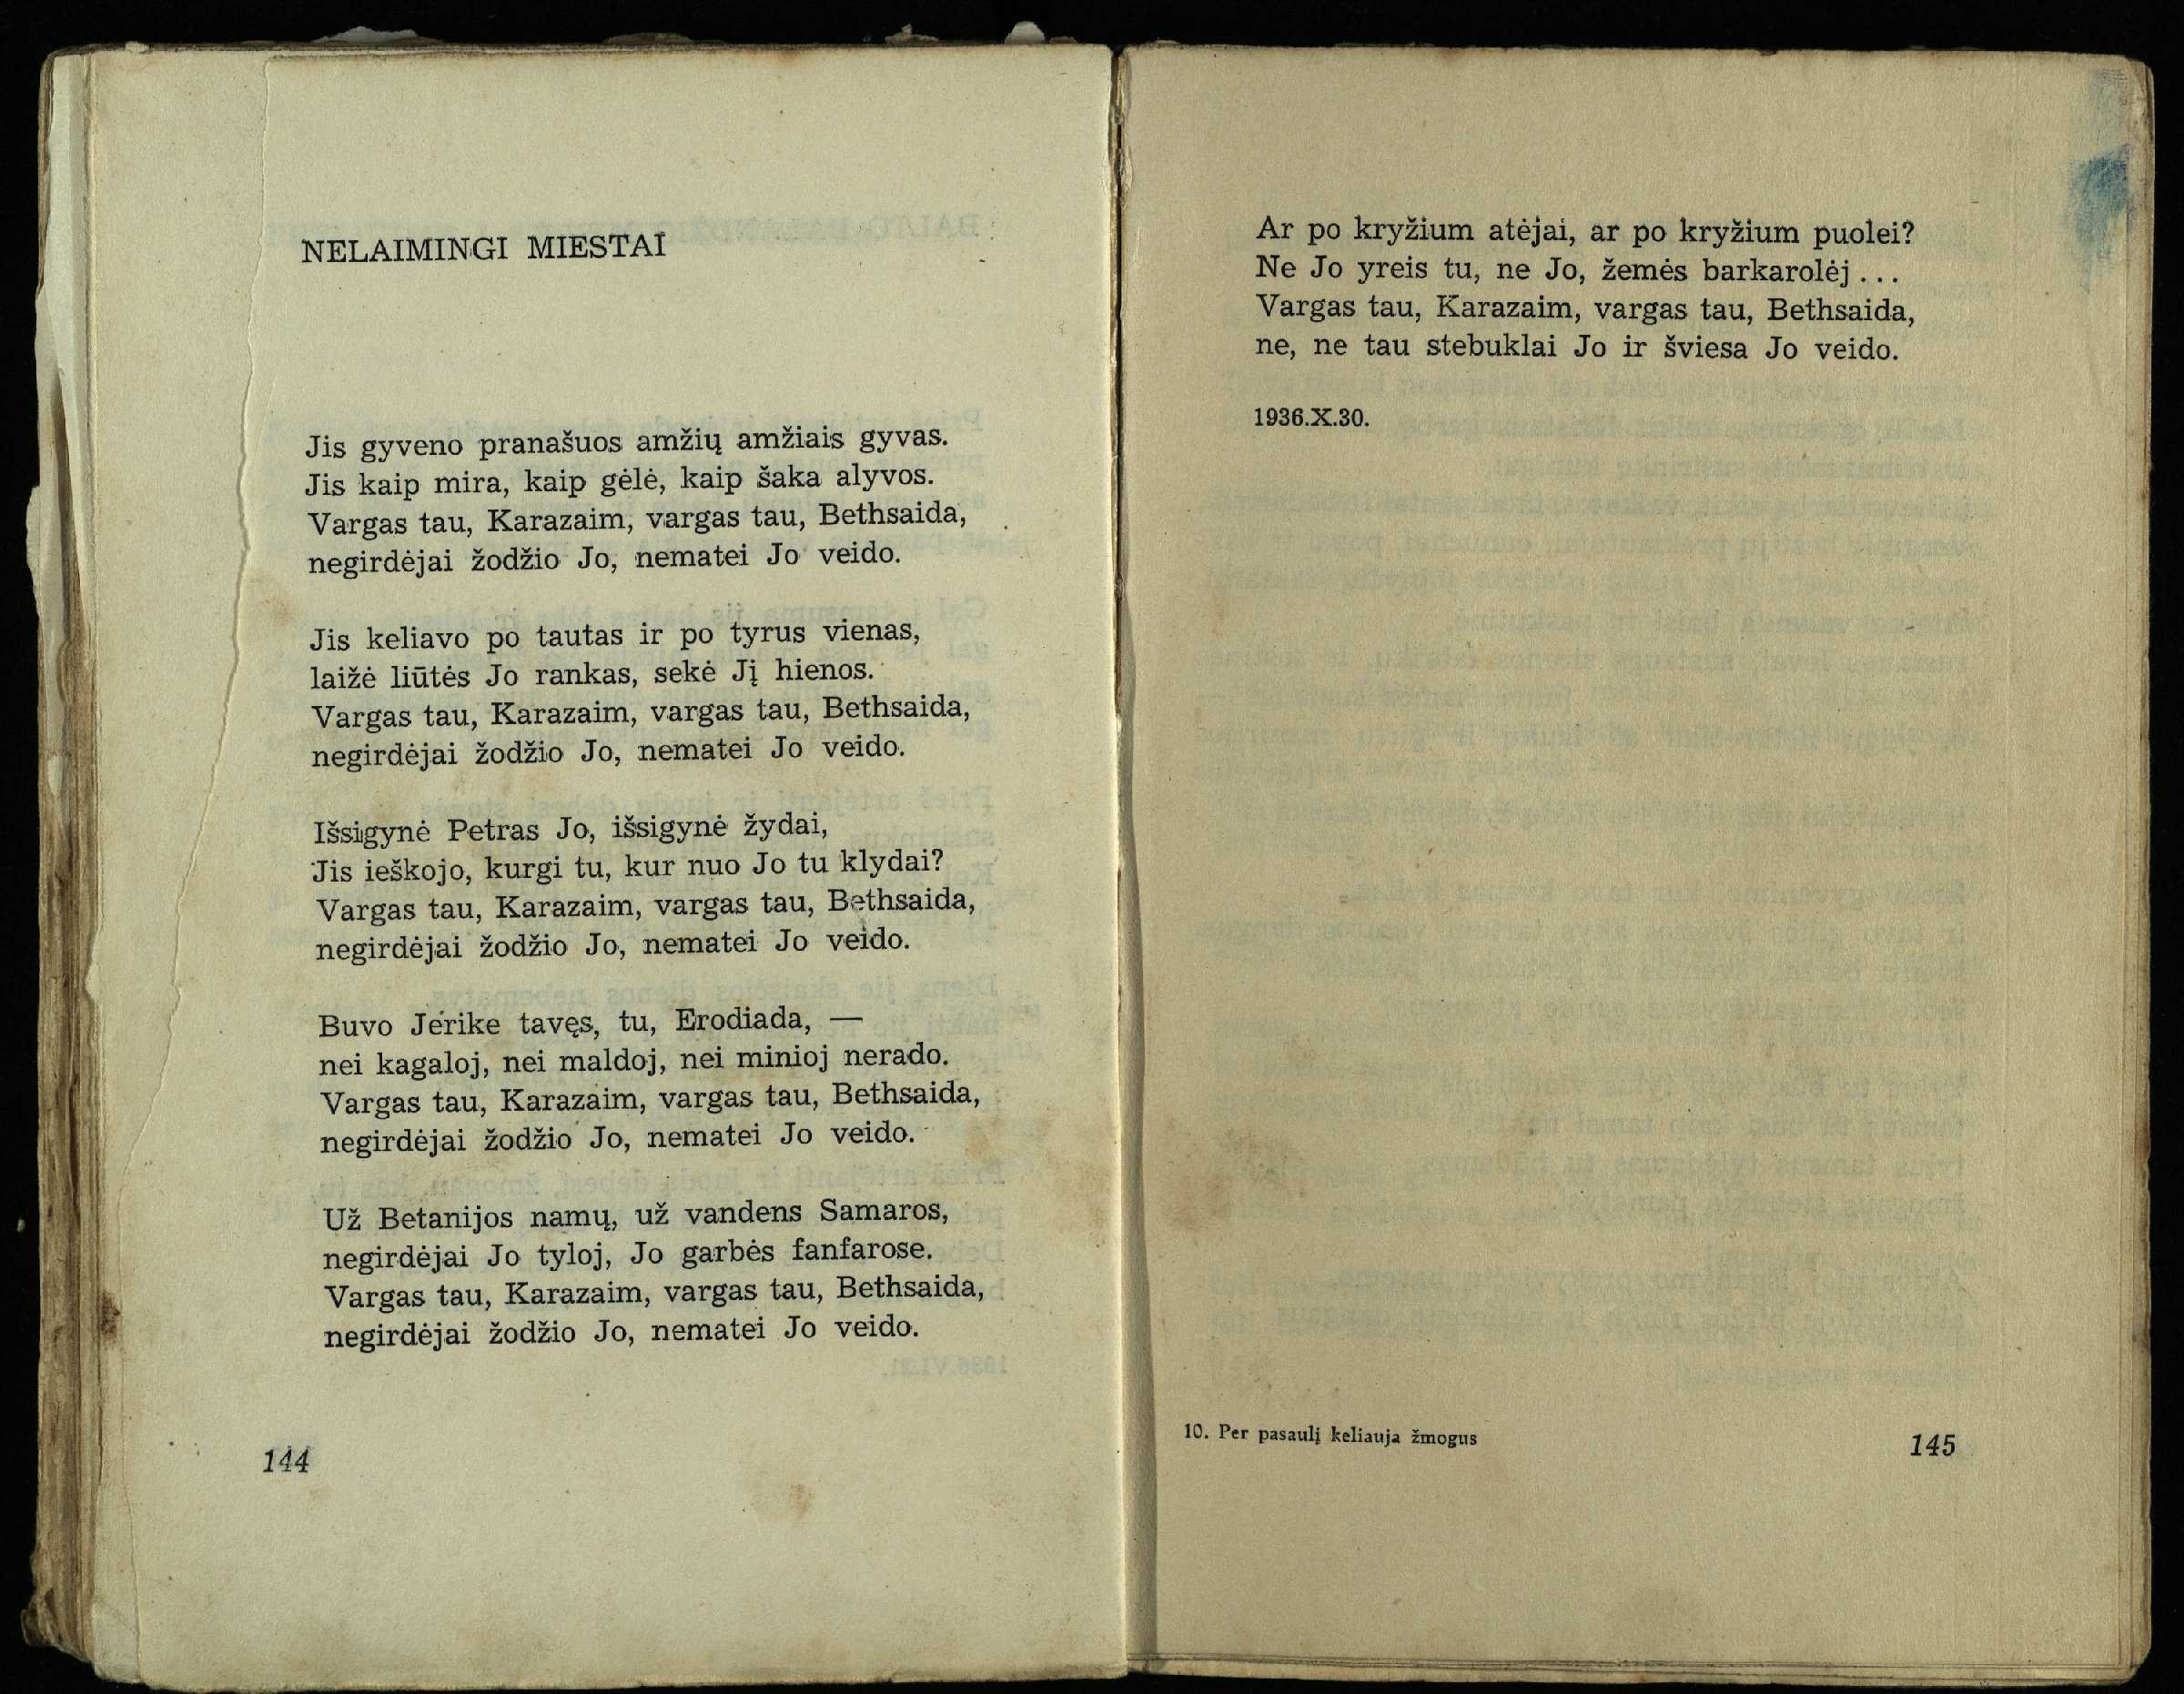 NELAIMINGI MIESTAI
Jis gyveno pranašuos amžių amžiais gyvas.
Jis kaip mira, kaip gėlė, kaip šaka alyvos.
Vargas tau, Karazaim, vargas tau, Bethsaida,
negirdėjai žodžio Jo, nematei Jo veido.
Jis keliavo po tautas ir po tyrus vienas,
laižė liūtės Jo rankas, sekė Jį hienos.
Vargas tau, Karazaim, vargas tau, Bethsaida,
negirdėjai žodžio Jo, nematei Jo veido.
Išsigynė Petras Jo, išsigynė žydai,
Jis ieškojo, kurgi tu, kur nuo Jo tu klydai?
Vargas tau, Karazaim, vargas tau, Bethsaida,
negirdėjai žodžio Jo, nematei Jo veido.
Buvo Jerike tavęs, tu, Erodiada, —
nei kagaloj, nei maldoj, nei minioj nerado.
Vargas tau, Karazaim, vargas tau, Bethsaida,
negirdėjai žodžio Jo, nematei Jo veido.
Už Betanijos namų, už vandens Samaros,
negirdėjai Jo tyloj, Jo garbės fanfarose.
Vargas tau, Karazaim, vargas tau, Bethsaida,
negirdėjai žodžio Jo, nematei Jo veido.
144
Ar po kryžium atėjai, ar po kryžium puolei?
Ne Jo yreis tu, ne Jo, žemės barkarolėj...
Vargas tau, Karazaim, vargas tau, Bethsaida,
ne, ne tau stebuklai Jo ir šviesa Jo veido.
1936.X.30.
10. Per pasaulį keliauja žmogus
145